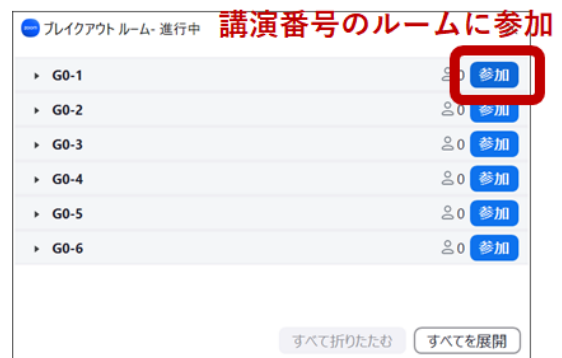 zoom ブレイクアウト ルーム- 進行中 講演番号のルームに参加
G0-1 0 参加
G0-2 0 参加
G0-3 0 参加
G0-4 0 参加
G0-5 0 参加
G0-6 0 参加
すべて折りたたむ すべてを展開